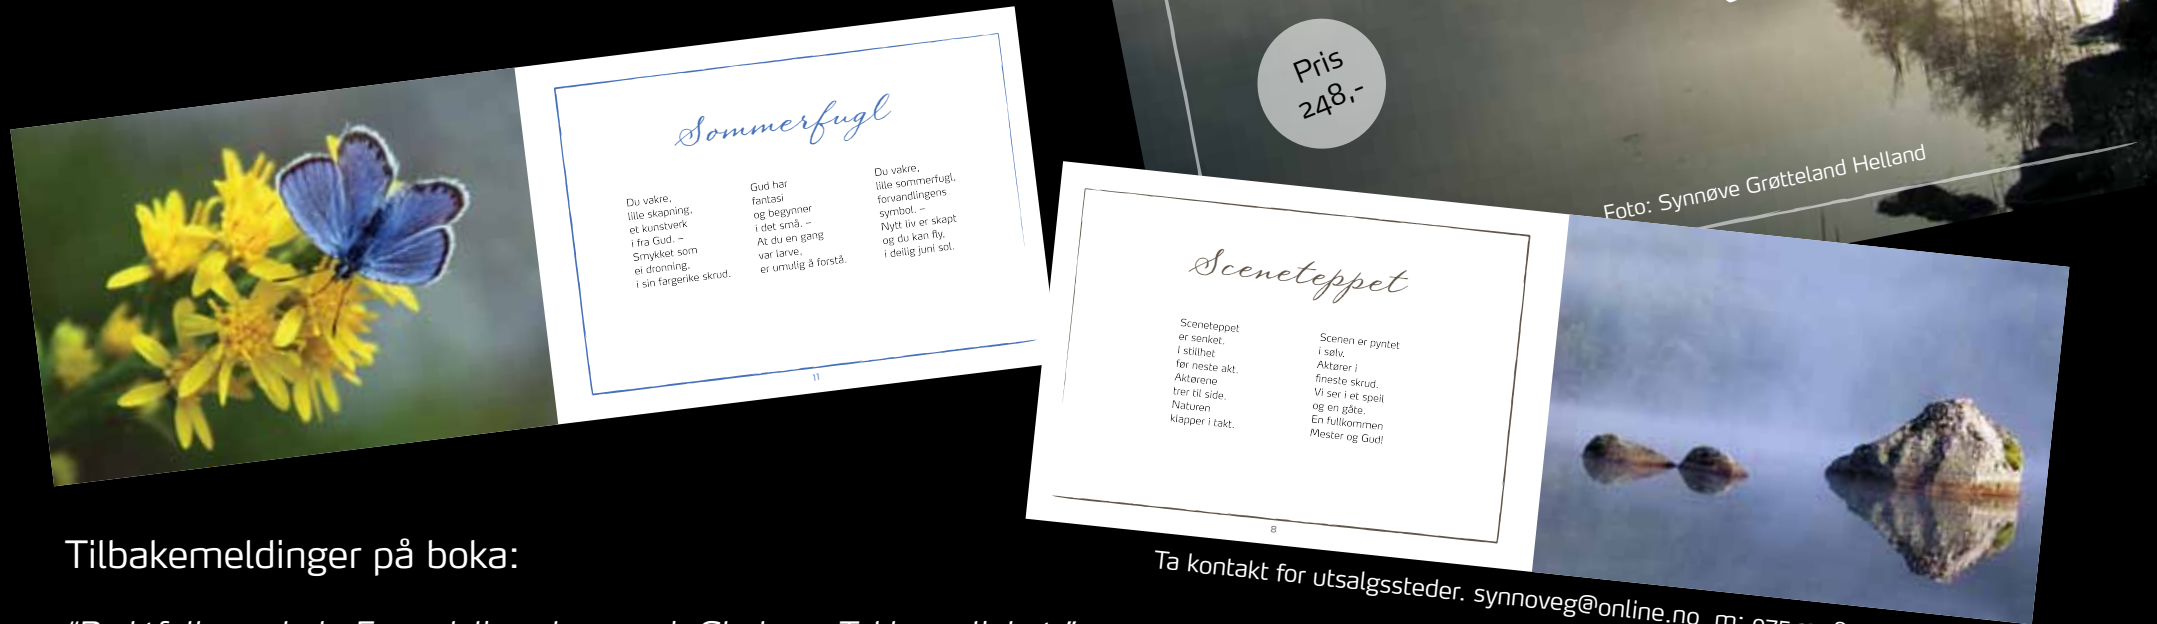 Pris
248,-
Foto: Synnøve Grøtteland Helland
Sommerfugl
Du vakre,
lille skapning,
et kunstverk
i fra Gud. –
Smykket som
ei dronning,
i sin fargerike skrud.
Gud har
fantasi
og begynner
i det små. –
At du en gang
var larve,
er umulig å forstå.
Du vakre,
lille sommerfugl,
forvandlingens
symbol. –
Nytt liv er skapt
og du kan fly,
i deilig juni sol.
11
Sceneteppet
Sceneteppet
er senket.
I stillhet
før neste akt.
Aktørene
trer til side.
Naturen
klapper i takt.
Scenen er pyntet
i sølv.
Aktører i
fineste skrud.
Vi ser i et speil
og en gåte.
En fullkommen
Mester og Gud!
8
Tilbakemeldinger på boka:
Ta kontakt for utsalgssteder. synnoveg@online.no m: